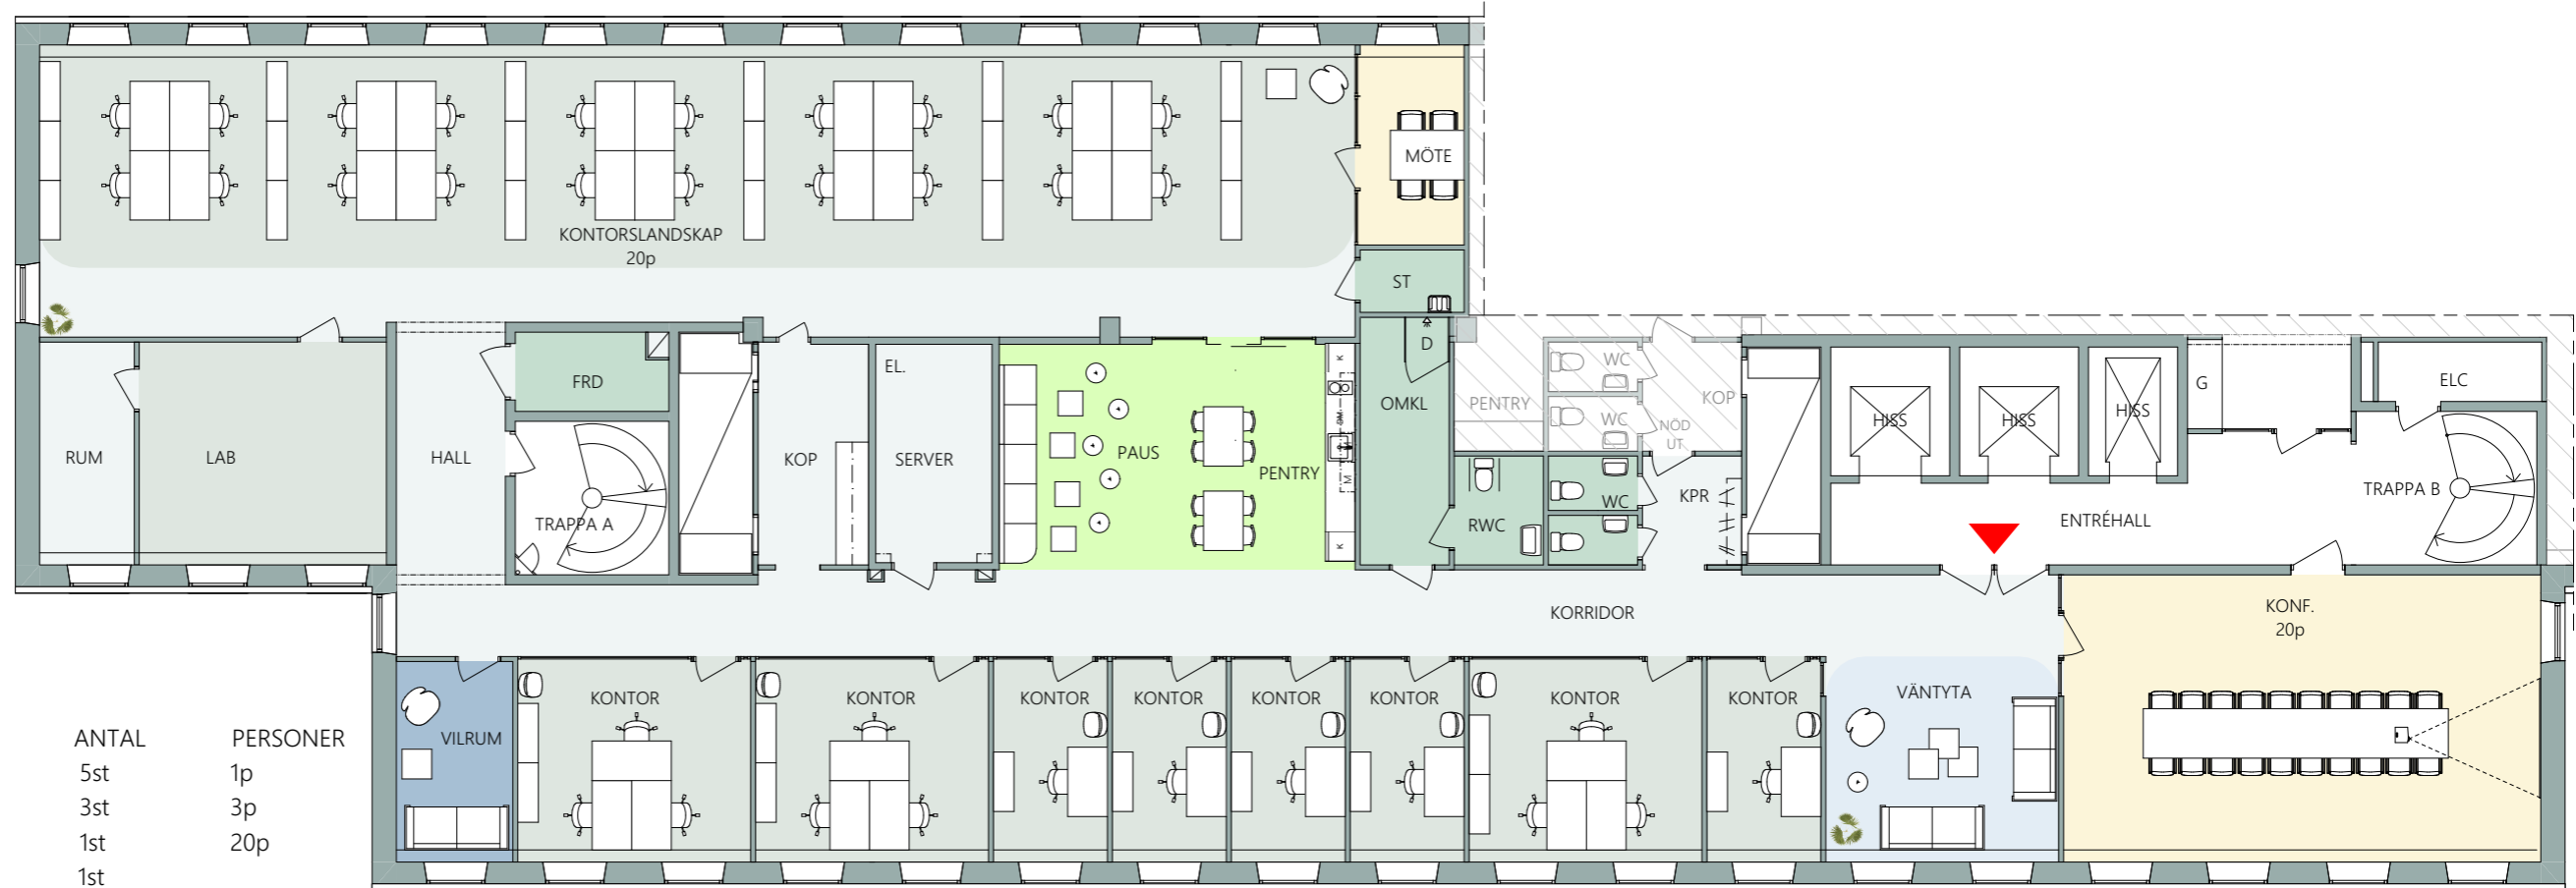 MÖTE
KONTORSLANDSKAP
20p
ST
D
WC
EL.
FRD
HISS
HISS
HISS
G
ELC
K
OMKL
PENTRY
KOP
WC
NÖD
UT
RUM
LAB
HALL
KOP
SERVER
PAUS
PENTRY
DM
M
K
TRAPPA A
RWC
WC
KPR
TRAPPA B
ENTRÉHALL
KORRIDOR
KONF.
20p
VILRUM
KONTOR
KONTOR
KONTOR
KONTOR
KONTOR
KONTOR
KONTOR
KONTOR
VÄNTYTA
ANTAL PERSONER
5st 1p
3st 3p
1st 20p
1st